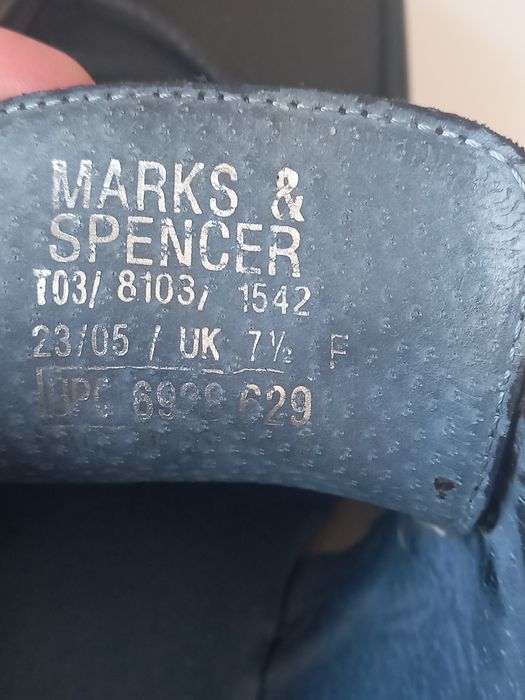 MARKS &
SPENCER
T03/ 8103/ 1542
23/05 / UK 7½ F
UPC 629